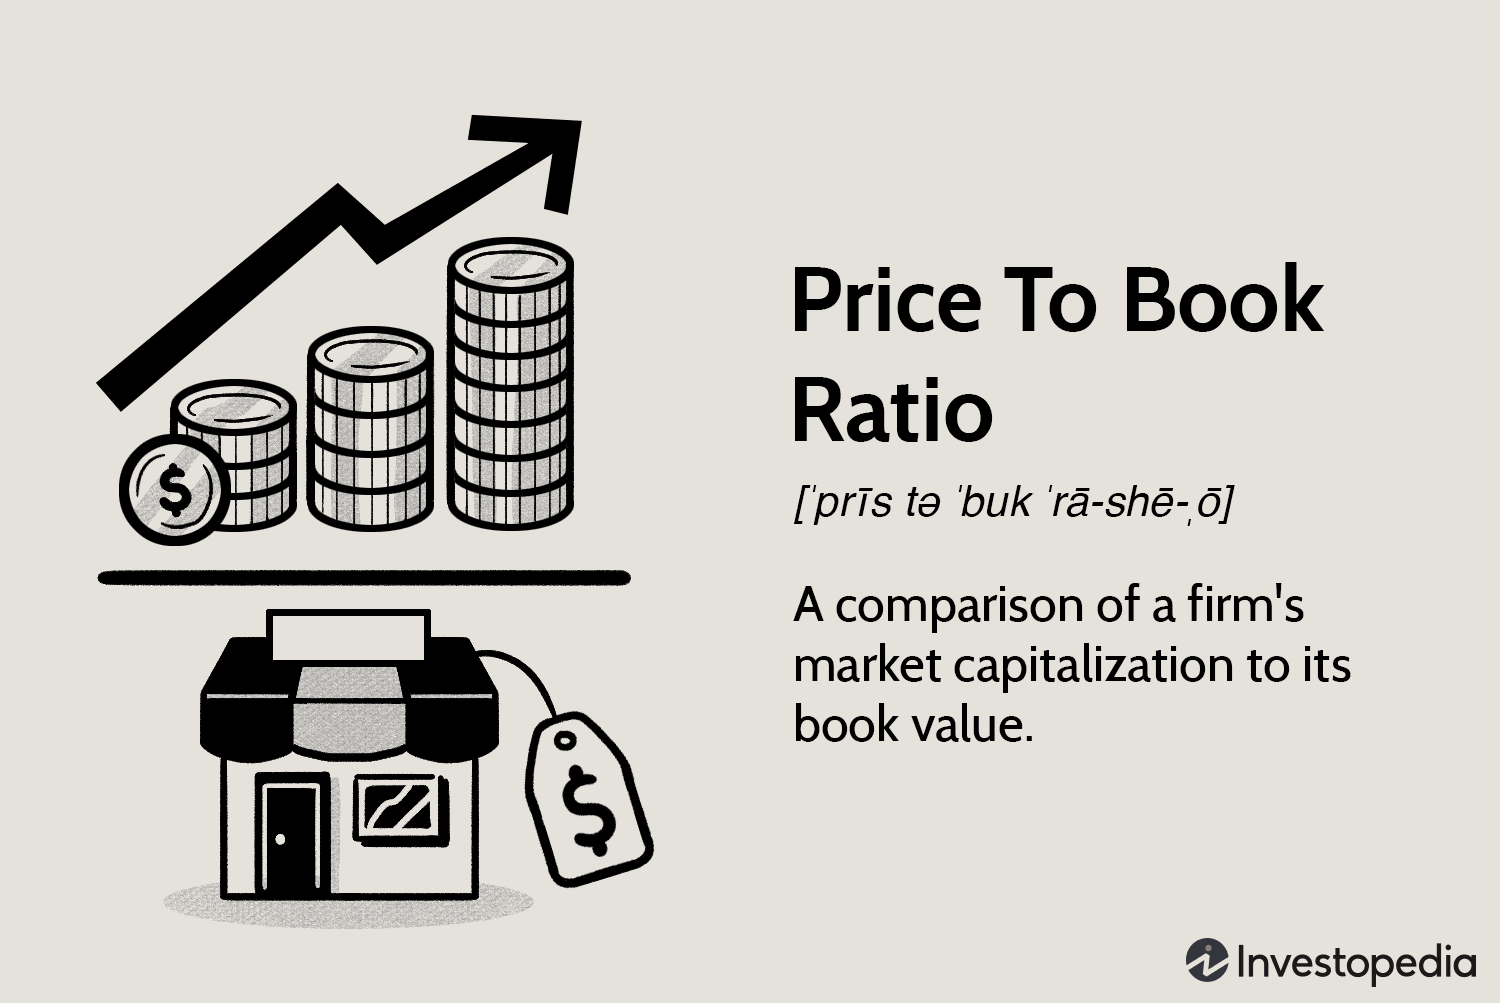 Price To Book
Ratio
[ˈprīs tə ˈbuk ˈrā-shē-ˌō]
A comparison of a firm's
market capitalization to its
book value.
$
$
Investopedia